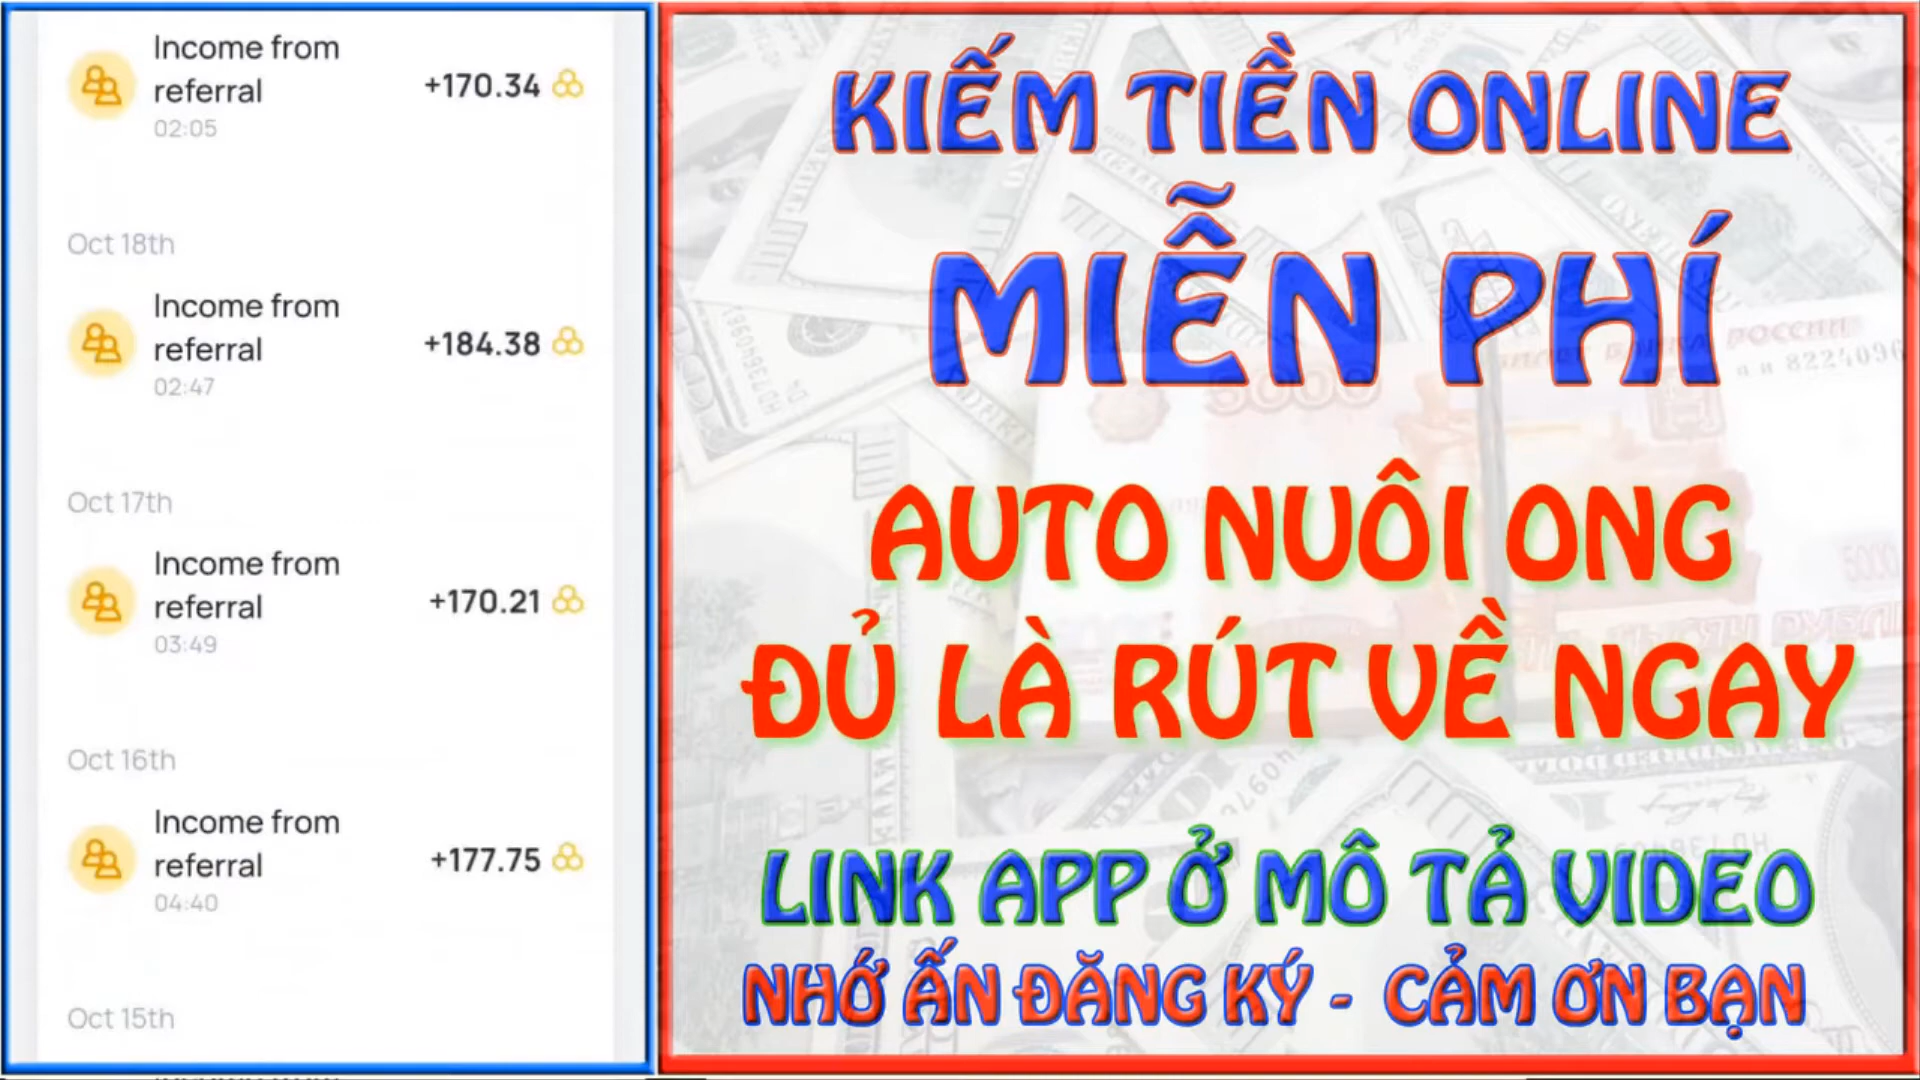 Income from
referral
+170.34
02:05
Oct 18th
Income from
referral
+184.38
02:47
Oct 17th
Income from
referral
+170.21
03:49
Oct 16th
Income from
referral
+177.75
04:40
Oct 15th
KIẾM TIỀN ONLINE
MIỄN PHÍ
AUTO NUÔI ONG
ĐỦ LÀ RÚT VỀ NGAY
LINK APP Ở MÔ TẢ VIDEO
NHỚ ẤN ĐĂNG KÝ - CẢM ƠN BẠN